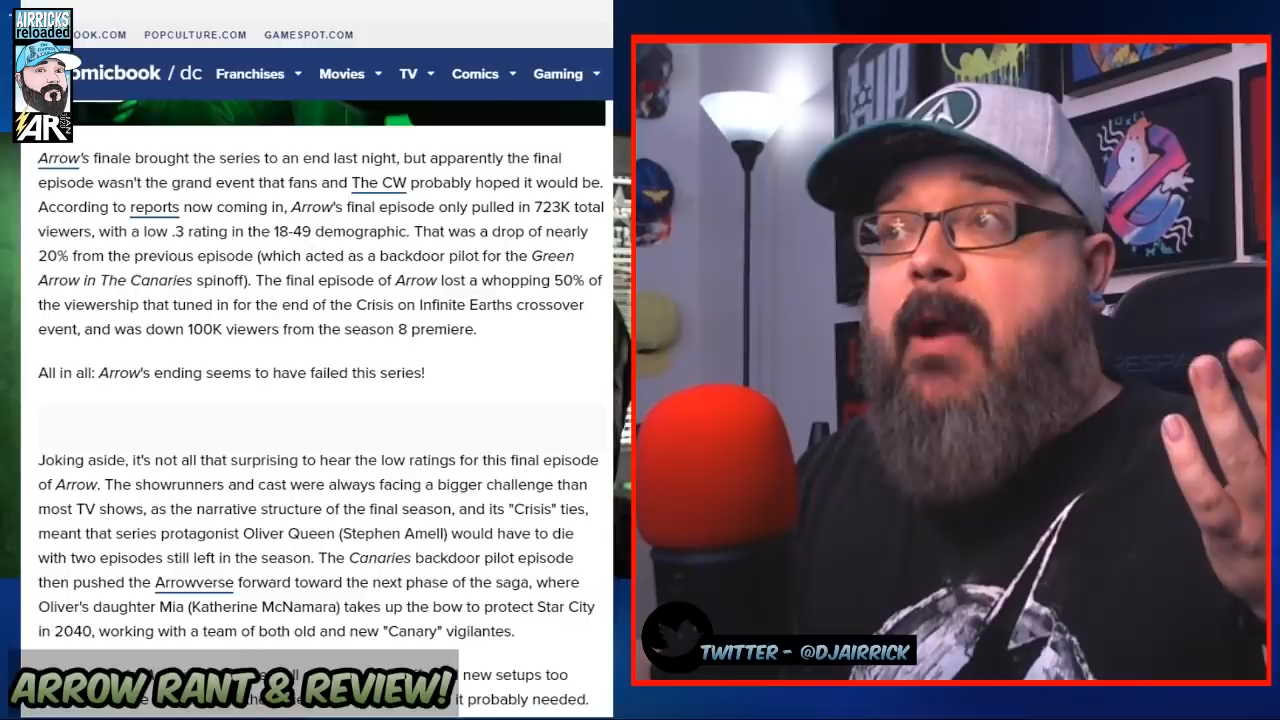 AIRRICKS
reloaded
OOK.COM POPCULTURE.COM GAMESPOT.COM
omicbook / dc Franchises Movies TV Comics Gaming
AR
Arrow's finale brought the series to an end last night, but apparently the final
episode wasn't the grand event that fans and The CW probably hoped it would be.
According to reports now coming in, Arrow's final episode only pulled in 723K total
viewers, with a low .3 rating in the 18-49 demographic. That was a drop of nearly
20% from the previous episode (which acted as a backdoor pilot for the Green
Arrow in The Canaries spinoff). The final episode of Arrow lost a whopping 50% of
the viewership that tuned in for the end of the Crisis on Infinite Earths crossover
event, and was down 100K viewers from the season 8 premiere.
All in all: Arrow's ending seems to have failed this series!
Joking aside, it's not all that surprising to hear the low ratings for this final episode
of Arrow. The showrunners and cast were always facing a bigger challenge than
most TV shows, as the narrative structure of the final season, and its "Crisis" ties,
meant that series protagonist Oliver Queen (Stephen Amell) would have to die
with two episodes still left in the season. The Canaries backdoor pilot episode
then pushed the Arrowverse forward toward the next phase of the saga, where
Oliver's daughter Mia (Katherine McNamara) takes up the bow to protect Star City
in 2040, working with a team of both old and new "Canary" vigilantes.
new setups too
it probably needed.
ARROW RANT & REVIEW!
TWITTER - @DJAIRRICK